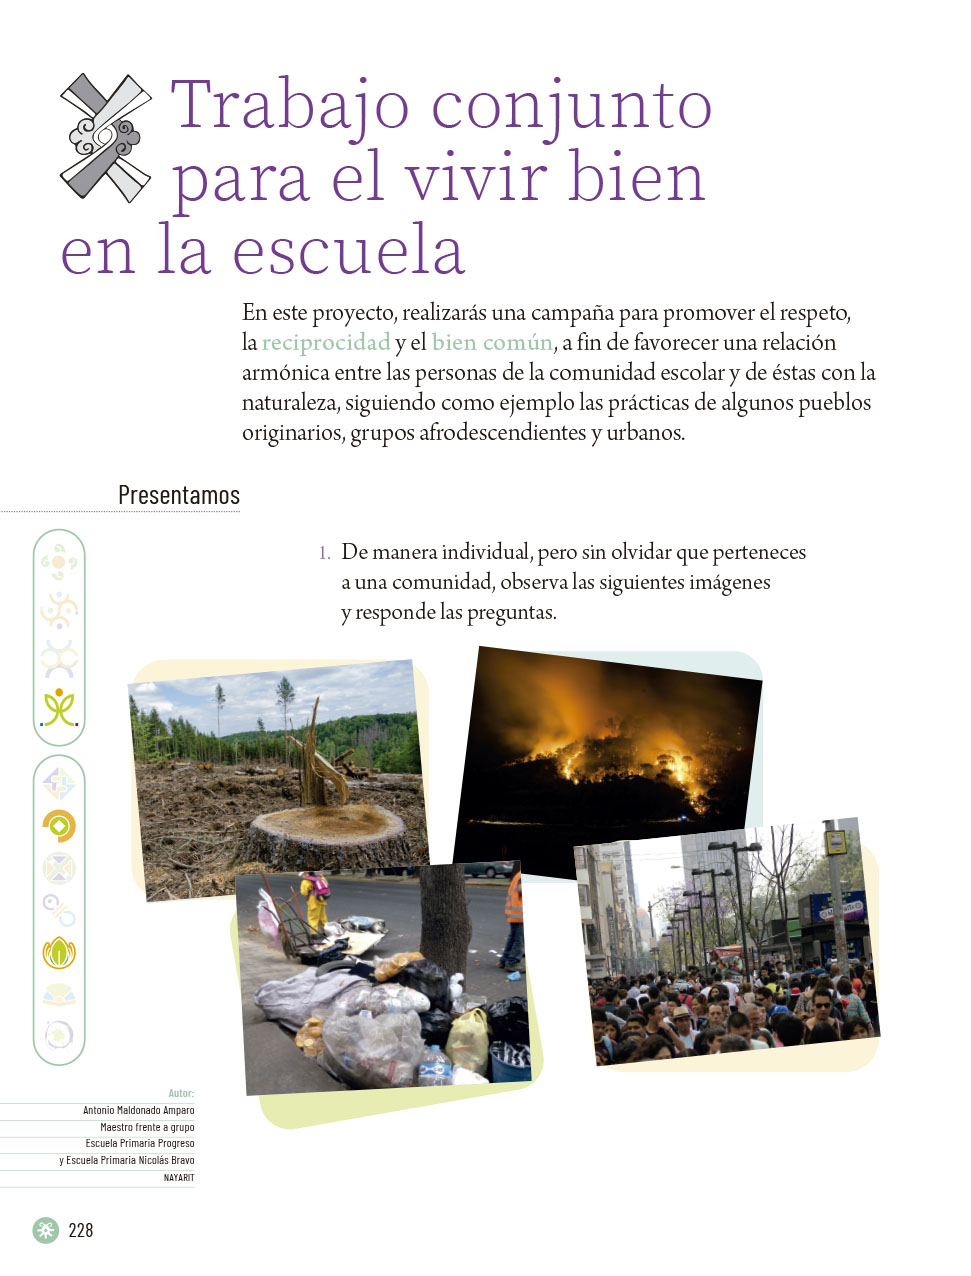 Trabajo conjunto
para el vivir bien
en la escuela
En este proyecto, realizarás una campaña para promover el respeto,
la reciprocidad y el bien común, a fin de favorecer una relación
armónica entre las personas de la comunidad escolar y de éstas con la
naturaleza, siguiendo como ejemplo las prácticas de algunos pueblos
originarios, grupos afrodescendientes y urbanos.
Presentamos
1. De manera individual, pero sin olvidar que perteneces
a una comunidad, observa las siguientes imágenes
y responde las preguntas.
Autor:
Antonio Maldonado Amparo
Maestro frente a grupo
Escuela Primaria Progreso
y Escuela Primaria Nicolás Bravo
NAYARIT
228